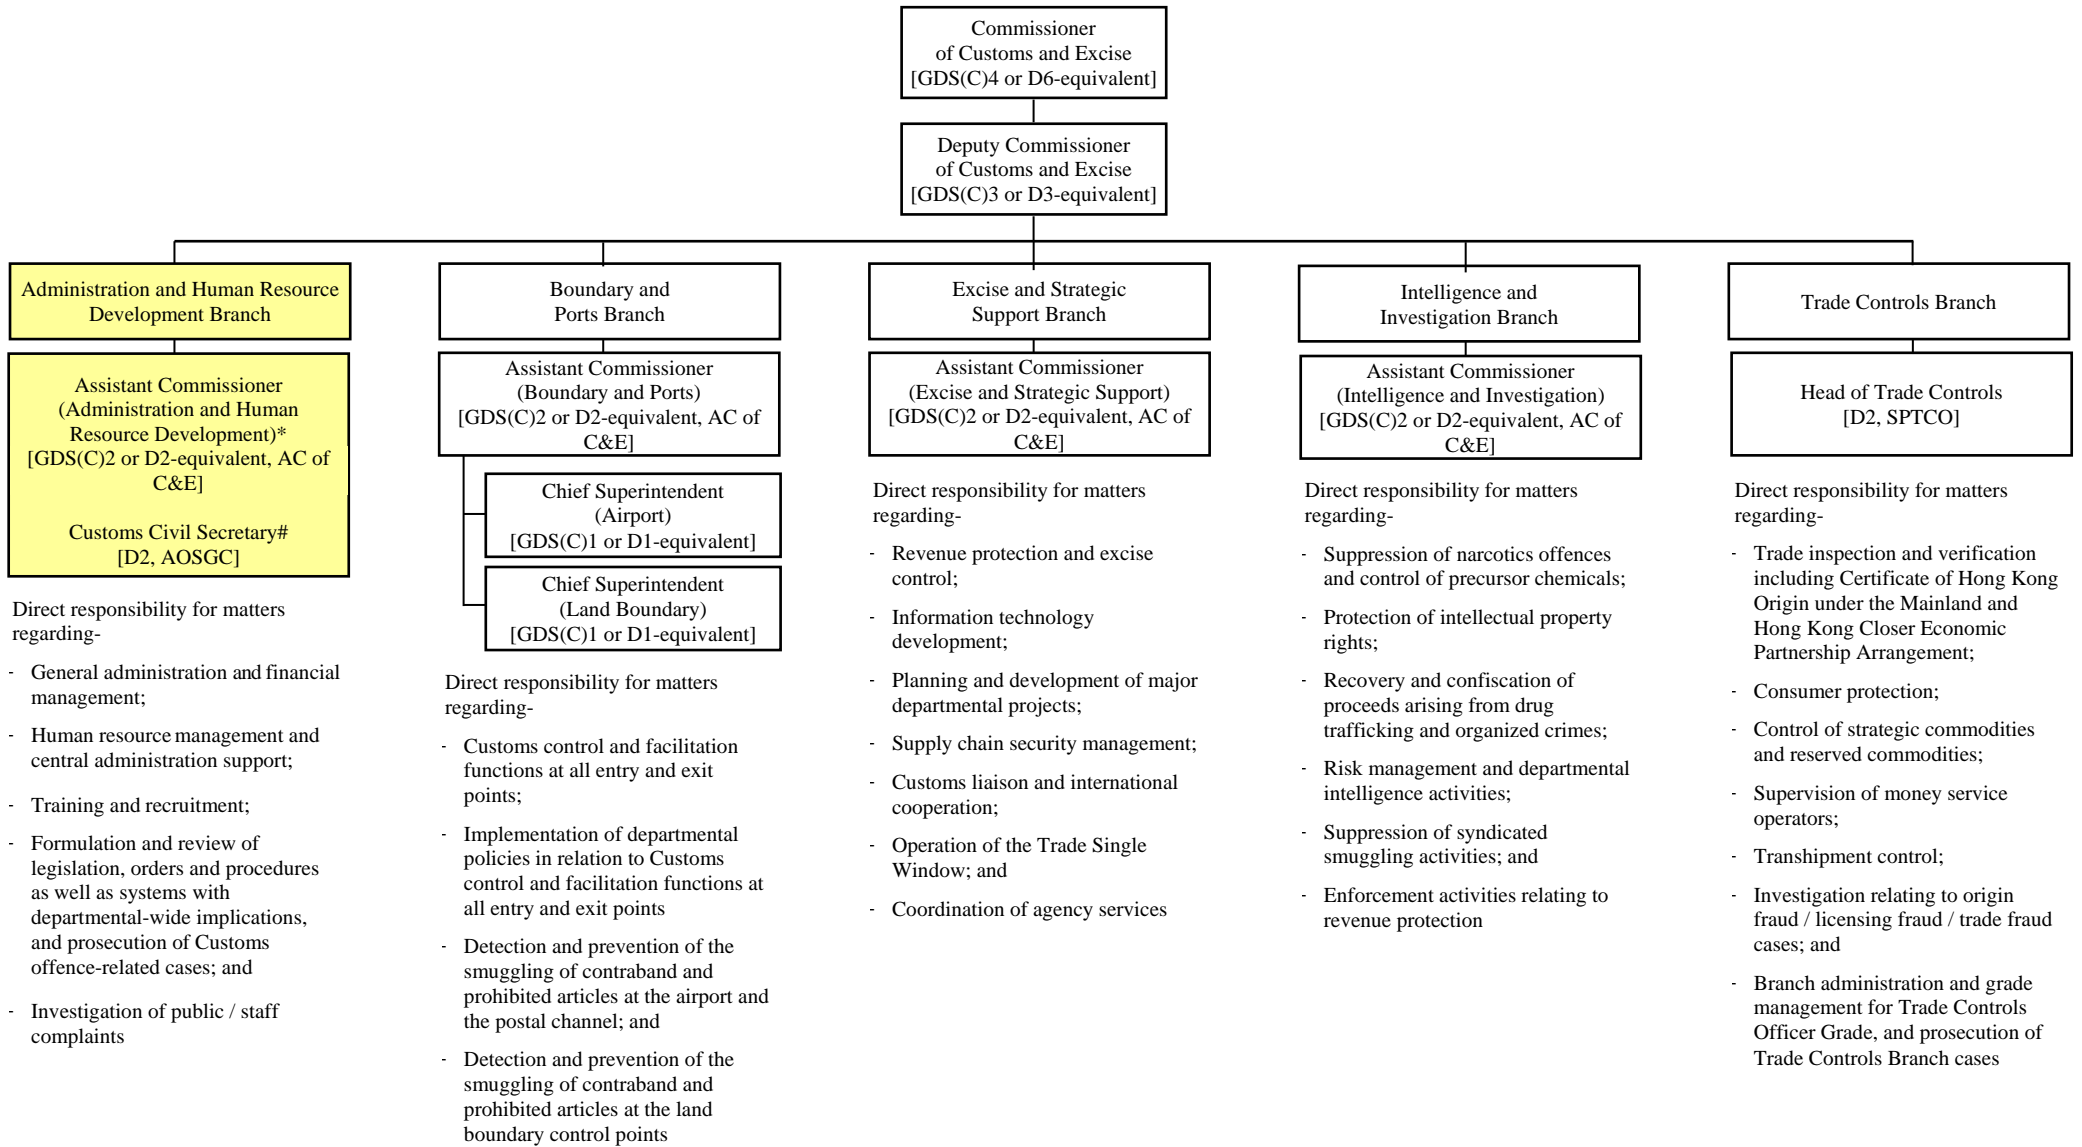 Commissioner
of Customs and Excise
[GDS(C)4 or D6-equivalent]
Deputy Commissioner
of Customs and Excise
[GDS(C)3 or D3-equivalent]
Administration and Human Resource
Development Branch
Assistant Commissioner
(Administration and Human
Resource Development)*
[GDS(C)2 or D2-equivalent, AC of
C&E]
Customs Civil Secretary#
[D2, AOSGC]
Direct responsibility for matters
regarding-
- General administration and financial
management;
- Human resource management and
central administration support;
- Training and recruitment;
- Formulation and review of
legislation, orders and procedures
as well as systems with
departmental-wide implications,
and prosecution of Customs
offence-related cases; and
- Investigation of public / staff
complaints
Boundary and
Ports Branch
Assistant Commissioner
(Boundary and Ports)
[GDS(C)2 or D2-equivalent, AC of
C&E]
Chief Superintendent
(Airport)
[GDS(C)1 or D1-equivalent]
Chief Superintendent
(Land Boundary)
[GDS(C)1 or D1-equivalent]
Direct responsibility for matters
regarding-
- Customs control and facilitation
functions at all entry and exit
points;
- Implementation of departmental
policies in relation to Customs
control and facilitation functions at
all entry and exit points
- Detection and prevention of the
smuggling of contraband and
prohibited articles at the airport and
the postal channel; and
- Detection and prevention of the
smuggling of contraband and
prohibited articles at the land
boundary control points
Excise and Strategic
Support Branch
Assistant Commissioner
(Excise and Strategic Support)
[GDS(C)2 or D2-equivalent, AC of
C&E]
Direct responsibility for matters
regarding-
- Revenue protection and excise
control;
- Information technology
development;
- Planning and development of major
departmental projects;
- Supply chain security management;
- Customs liaison and international
cooperation;
- Operation of the Trade Single
Window; and
- Coordination of agency services
Intelligence and
Investigation Branch
Assistant Commissioner
(Intelligence and Investigation)
[GDS(C)2 or D2-equivalent, AC of
C&E]
Direct responsibility for matters
regarding-
- Suppression of narcotics offences
and control of precursor chemicals;
- Protection of intellectual property
rights;
- Recovery and confiscation of
proceeds arising from drug
trafficking and organized crimes;
- Risk management and departmental
intelligence activities;
- Suppression of syndicated
smuggling activities; and
- Enforcement activities relating to
revenue protection
Trade Controls Branch
Head of Trade Controls
[D2, SPTCO]
Direct responsibility for matters
regarding-
- Trade inspection and verification
including Certificate of Hong Kong
Origin under the Mainland and
Hong Kong Closer Economic
Partnership Arrangement;
- Consumer protection;
- Control of strategic commodities
and reserved commodities;
- Supervision of money service
operators;
- Transhipment control;
- Investigation relating to origin
fraud / licensing fraud / trade fraud
cases; and
- Branch administration and grade
management for Trade Controls
Officer Grade, and prosecution of
Trade Controls Branch cases